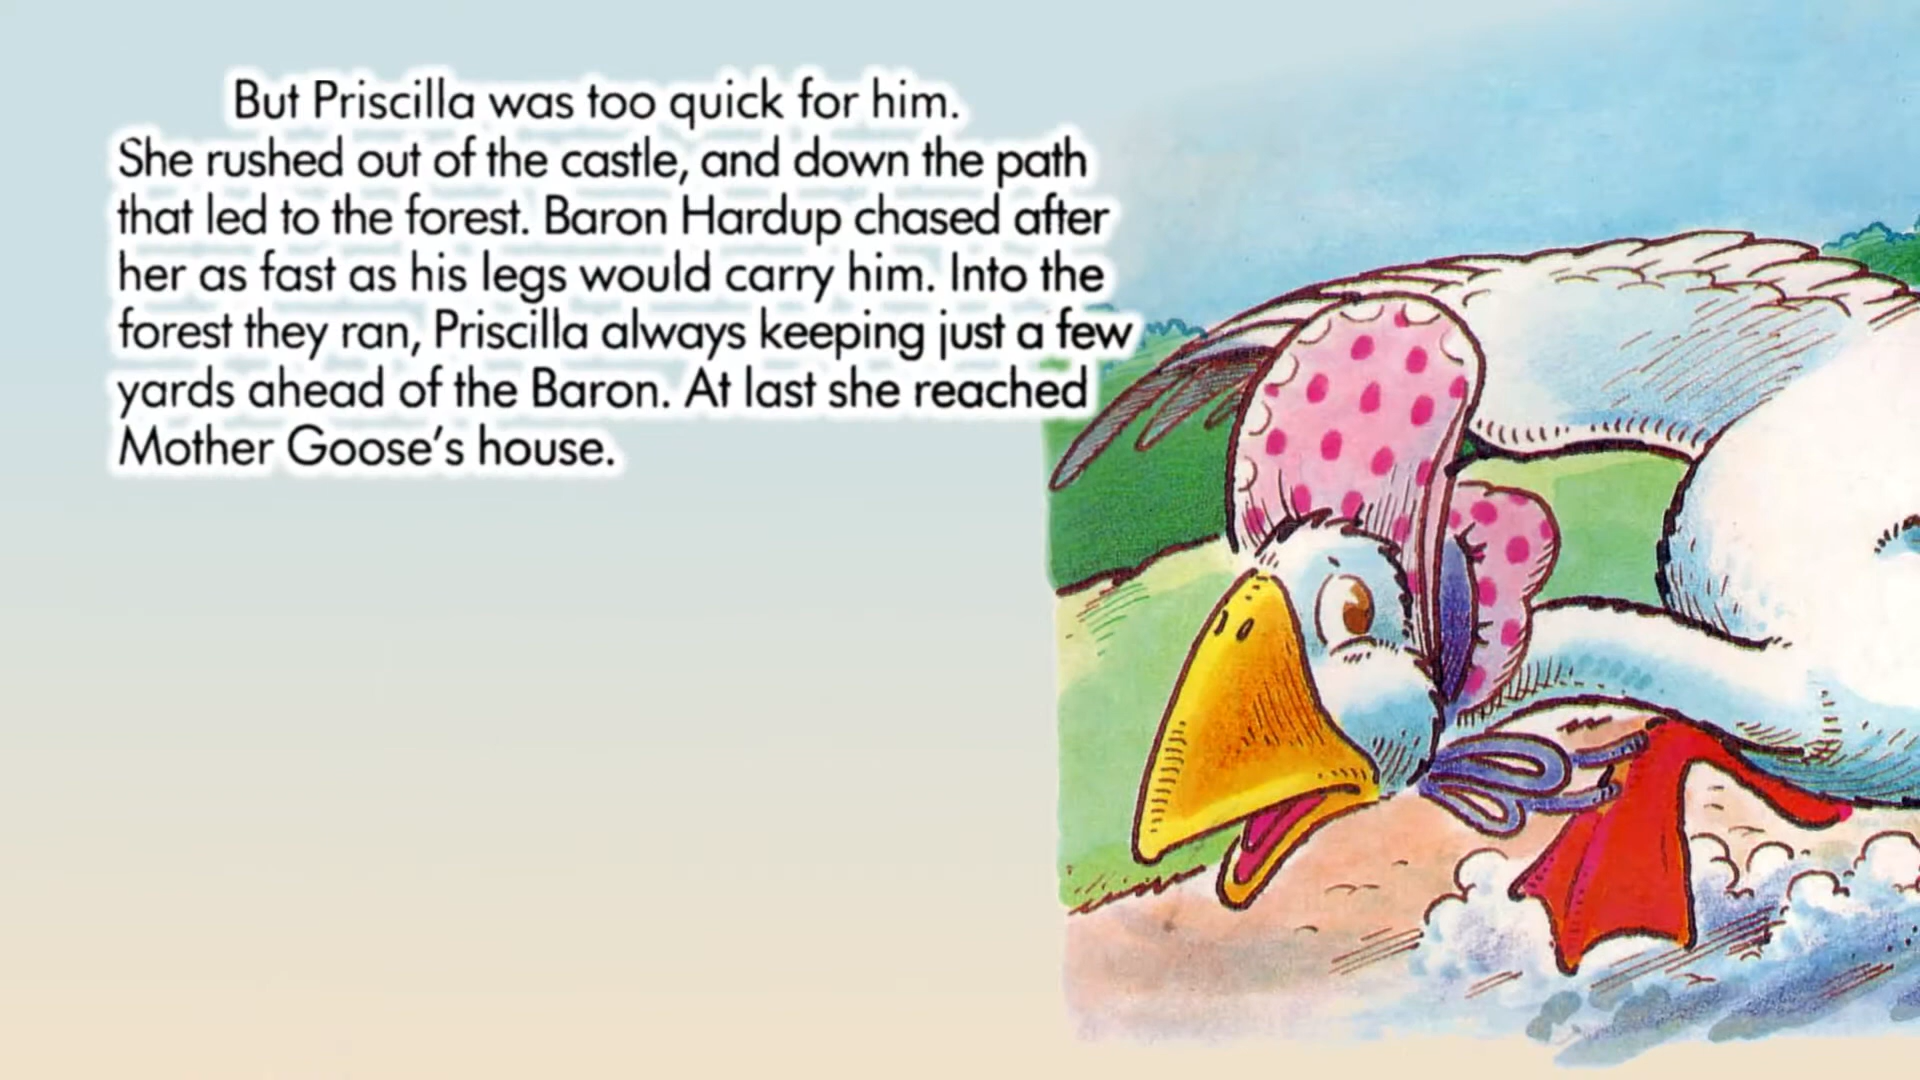 But Priscilla was too quick for him.
She rushed out of the castle, and down the path
that led to the forest. Baron Hardup chased after
her as fast as his legs would carry him. Into the
forest they ran, Priscilla always keeping just a few
yards ahead of the Baron. At last she reached
Mother Goose’s house.